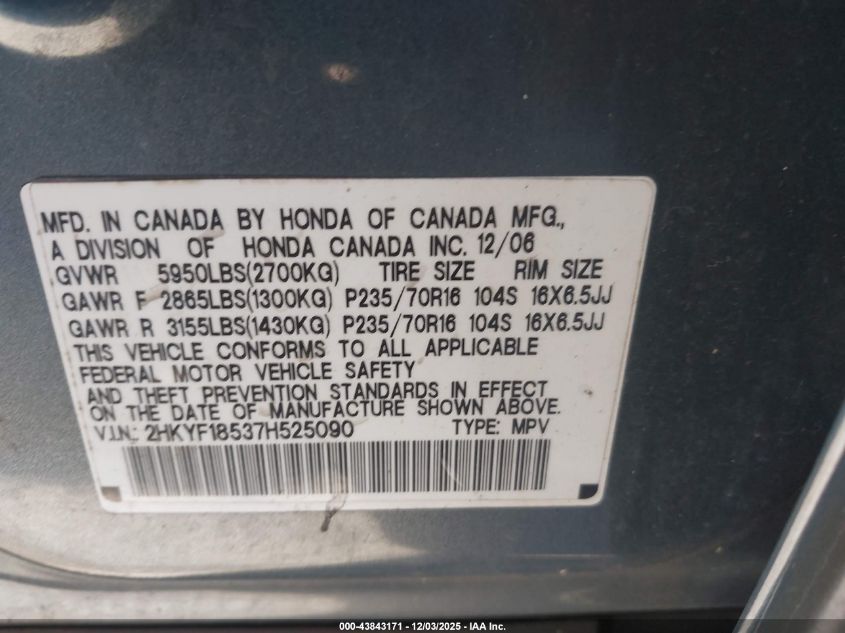 MFD. IN CANADA BY HONDA OF CANADA MFG.,
A DIVISION OF HONDA CANADA INC. 12/06
GVWR 5950LBS(2700KG) TIRE SIZE RIM SIZE
GAWR F 2865LBS(1300KG) P235/70R16 104S 16X6.5JJ
GAWR R 3155LBS(1430KG) P235/70R16 104S 16X6.5JJ
THIS VEHICLE CONFORMS TO ALL APPLICABLE
FEDERAL MOTOR VEHICLE SAFETY
AND THEFT PREVENTION STANDARDS IN EFFECT
ON THE DATE OF MANUFACTURE SHOWN ABOVE.
V.I.N.: 2HKYF18537H525090 TYPE: MPV
000-43843171 - 12/03/2025 - IAA Inc.